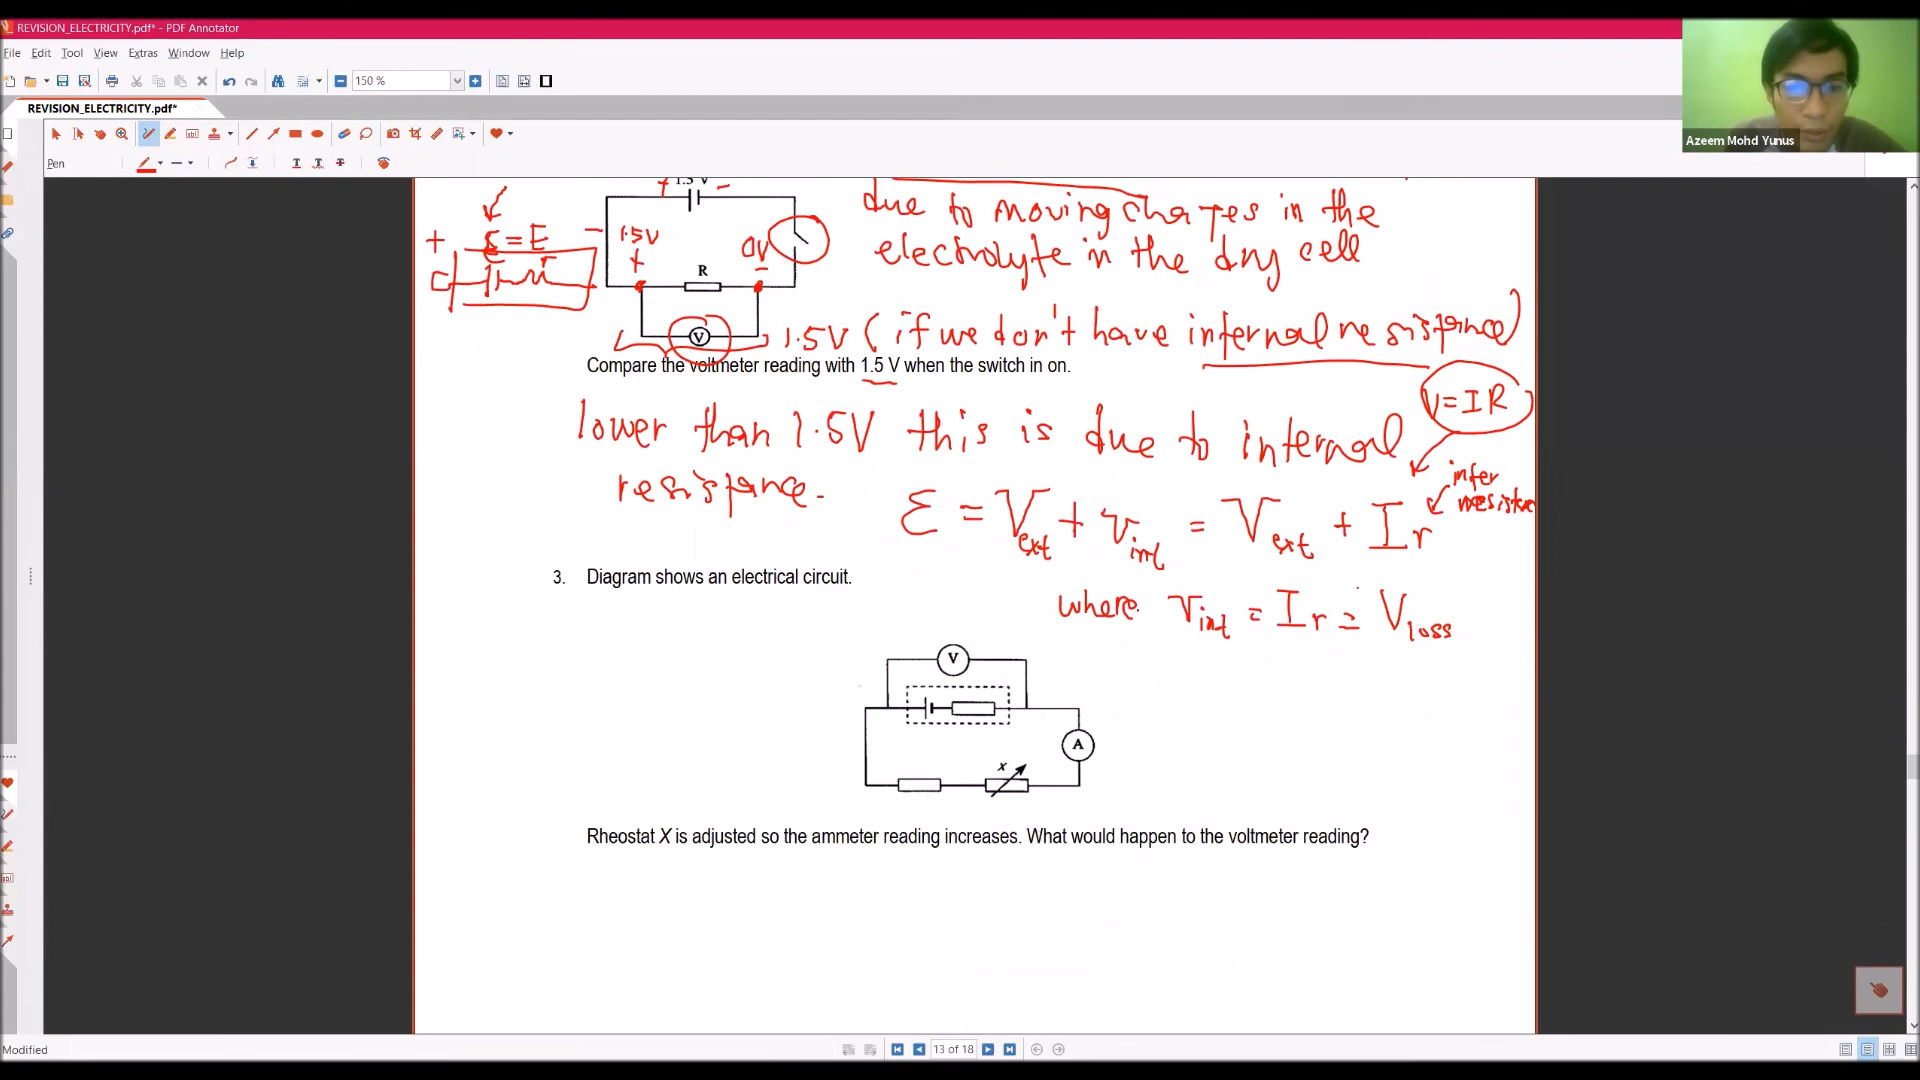 REVISION_ELECTRICITY.pdf* - PDF Annotator
File Edit Tool View Extras Window Help
150 %
REVISION_ELECTRICITY.pdf*
Azeem Mohd Yunus
Pen
+ 1.5 V −
due to moving charges in the
electrolyte in the dry cell
+ ε = E −
r
1.5V
+
0V
−
R
V
1.5V (if we don't have internal resistance)
Compare the voltmeter reading with 1.5 V when the switch in on.
V=IR
lower than 1.5V this is due to internal
resistance.
ε = Vext + vint = Vext + Ir
3. Diagram shows an electrical circuit.
where vint = Ir = Vloss
V
A
X
Rheostat X is adjusted so the ammeter reading increases. What would happen to the voltmeter reading?
Modified
13 of 18